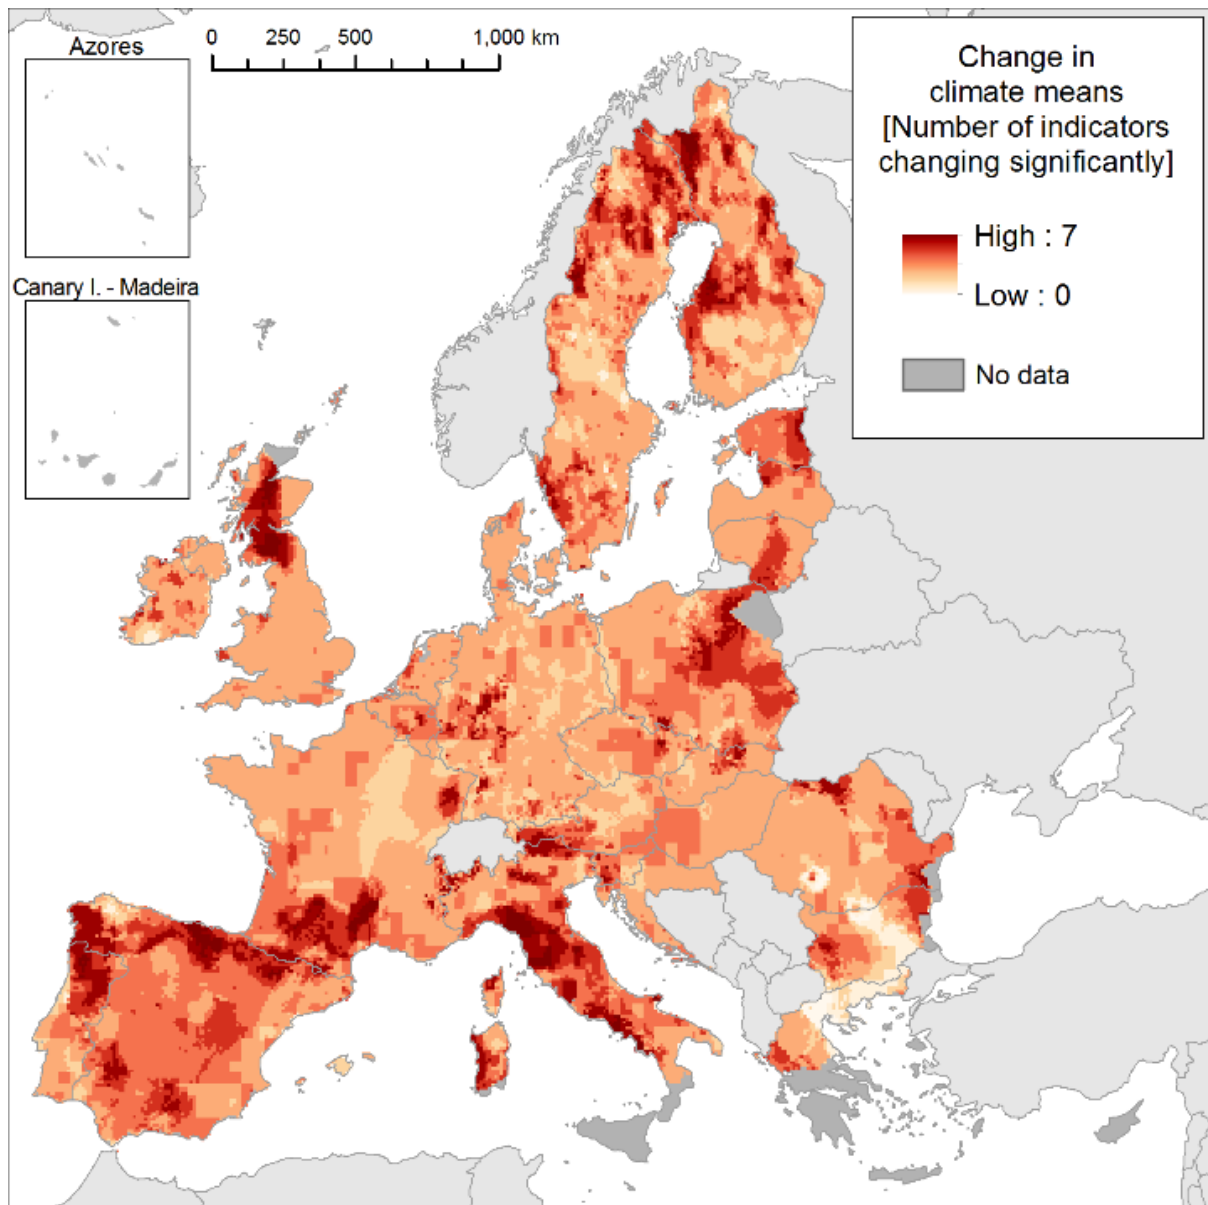 Azores
0 250 500 1,000 km
Canary I. - Madeira
Change in
climate means
[Number of indicators
changing significantly]
High : 7
Low : 0
No data